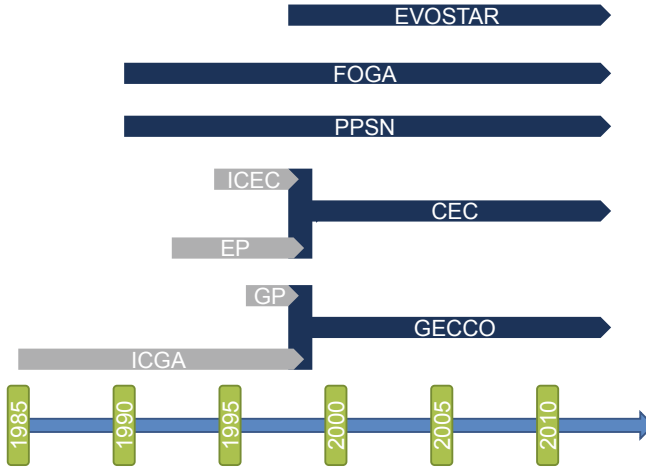 EVOSTAR
FOGA
PPSN
ICEC
CEC
EP
GP
GECCO
ICGA
1985
1990
1995
2000
2005
2010